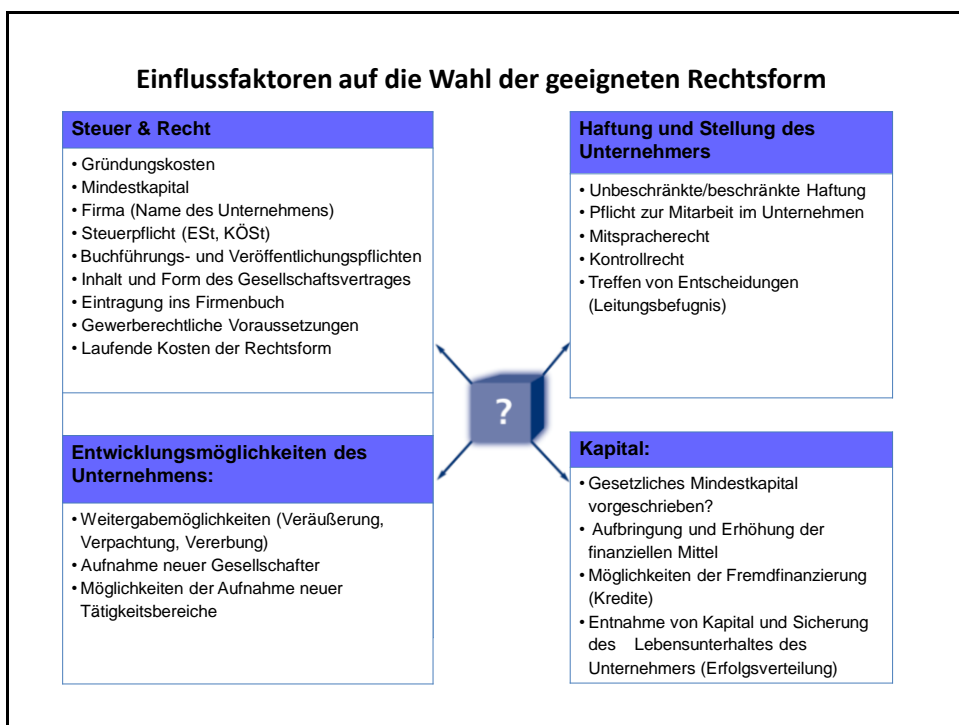 Einflussfaktoren auf die Wahl der geeigneten Rechtsform
Steuer & Recht
• Gründungskosten
• Mindestkapital
• Firma (Name des Unternehmens)
• Steuerpflicht (ESt, KÖSt)
• Buchführungs- und Veröffentlichungspflichten
• Inhalt und Form des Gesellschaftsvertrages
• Eintragung ins Firmenbuch
• Gewerberechtliche Voraussetzungen
• Laufende Kosten der Rechtsform
Haftung und Stellung des
Unternehmers
• Unbeschränkte/beschränkte Haftung
• Pflicht zur Mitarbeit im Unternehmen
• Mitspracherecht
• Kontrollrecht
• Treffen von Entscheidungen
(Leitungsbefugnis)
?
Entwicklungsmöglichkeiten des
Unternehmens:
• Weitergabemöglichkeiten (Veräußerung,
Verpachtung, Vererbung)
• Aufnahme neuer Gesellschafter
• Möglichkeiten der Aufnahme neuer
Tätigkeitsbereiche
Kapital:
• Gesetzliches Mindestkapital
vorgeschrieben?
• Aufbringung und Erhöhung der
finanziellen Mittel
• Möglichkeiten der Fremdfinanzierung
(Kredite)
• Entnahme von Kapital und Sicherung
des Lebensunterhaltes des
Unternehmers (Erfolgsverteilung)